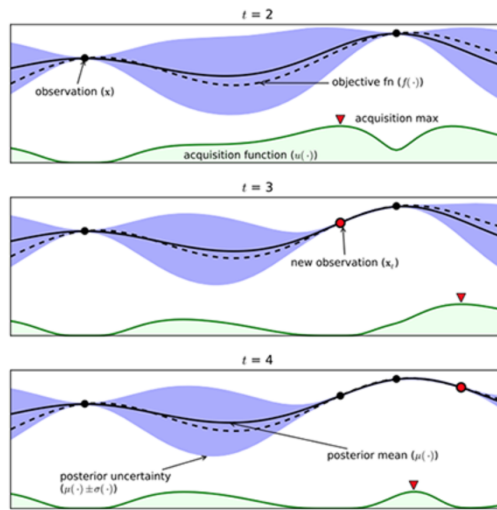 t = 2
observation (x)
objective fn (f(·))
acquisition max
acquisition function (u(·))
t = 3
new observation (xₜ)
t = 4
posterior mean (μ(·))
posterior uncertainty
(μ(·) ± σ(·))